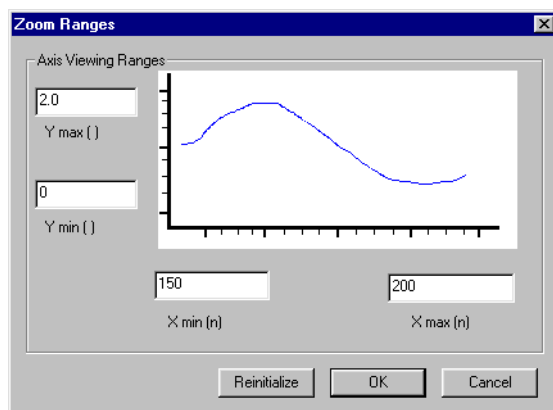 Zoom Ranges
Axis Viewing Ranges
2.0
Y max ( )
0
Y min ( )
150
X min (n)
200
X max (n)
Reinitialize
OK
Cancel